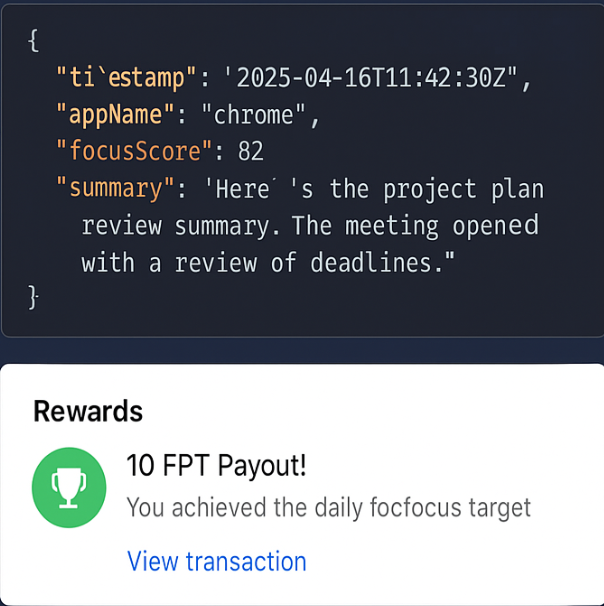 {
"ti`estamp": '2025-04-16T11:42:30Z",
"appName": "chrome",
"focusScore": 82
"summary": 'Here´ 's the project plan
review summary. The meeting opened
with a review of deadlines."
}
Rewards
10 FPT Payout!
You achieved the daily focfocus target
View transaction